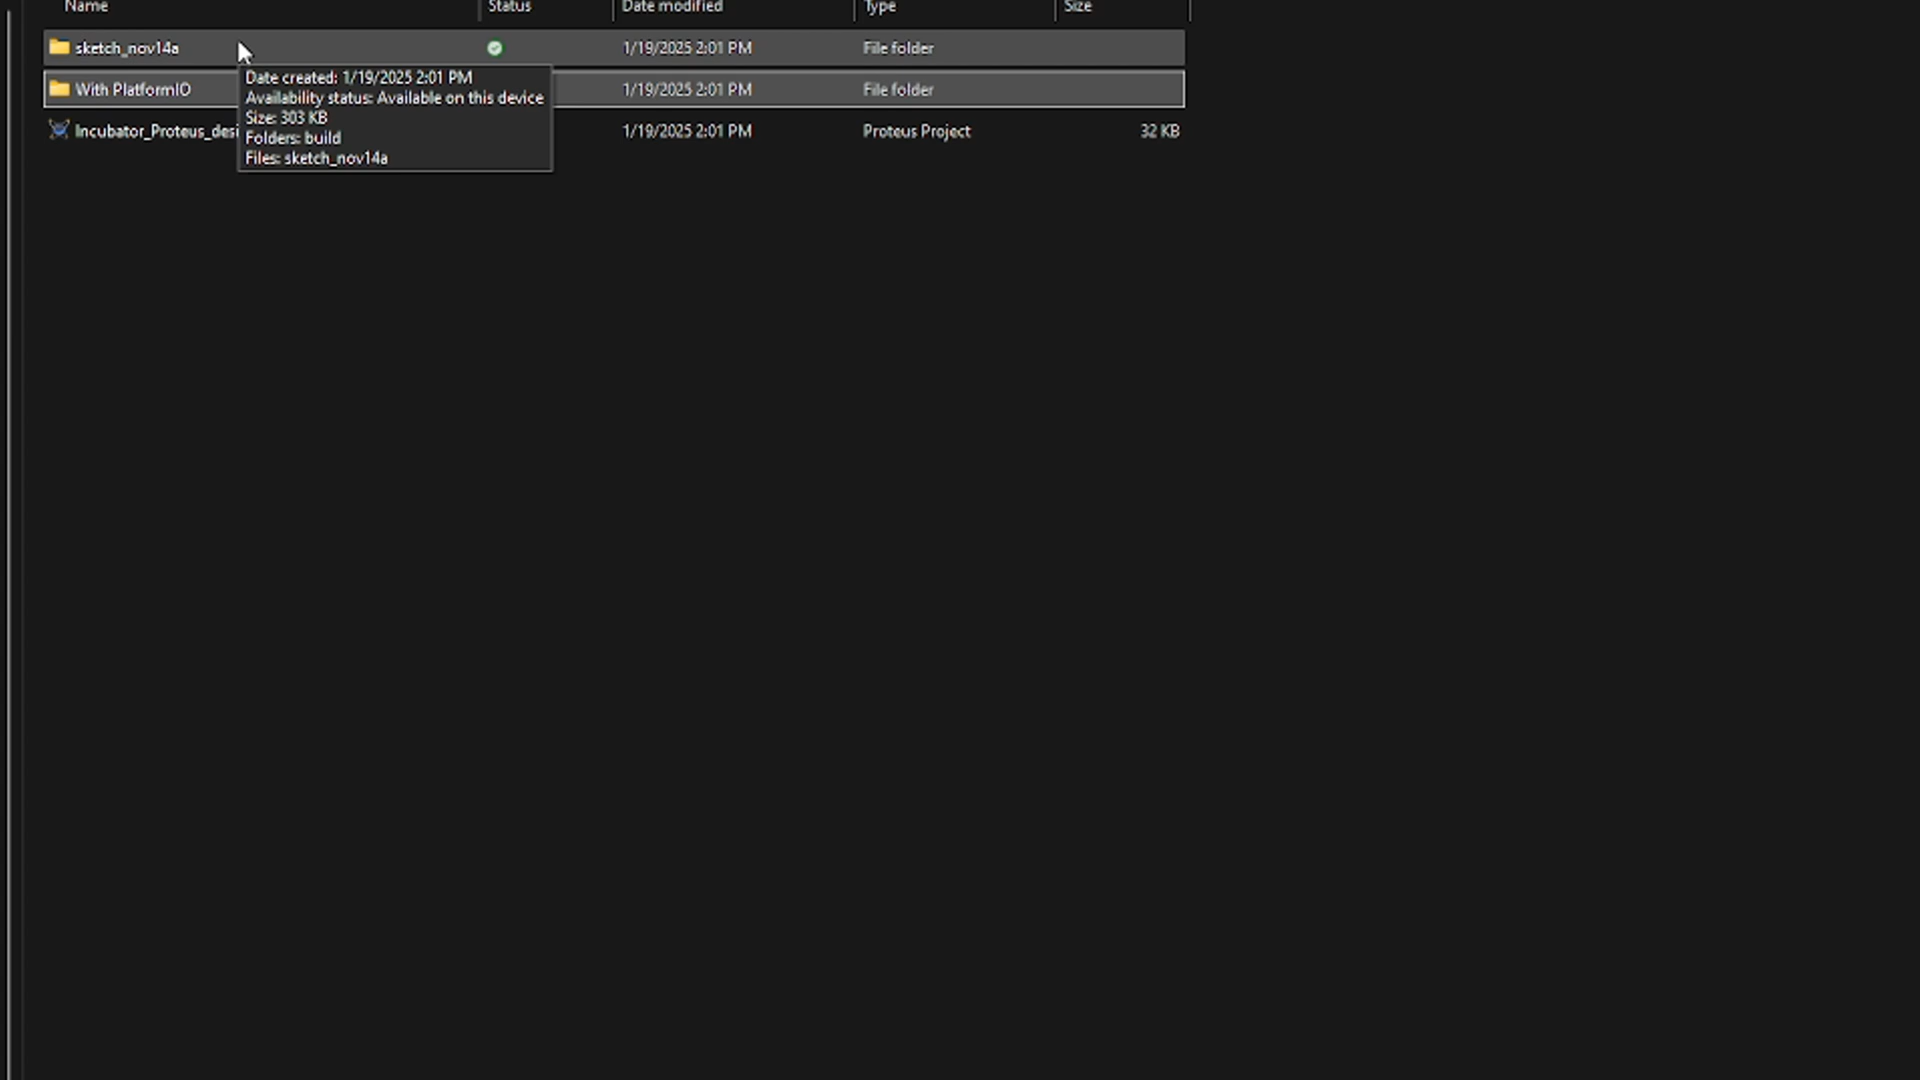 Name Status Date modified Type Size
sketch_nov14a 1/19/2025 2:01 PM File folder
With PlatformIO 1/19/2025 2:01 PM File folder
Incubator_Proteus_desi 1/19/2025 2:01 PM Proteus Project 32 KB
Date created: 1/19/2025 2:01 PM
Availability status: Available on this device
Size: 303 KB
Folders: build
Files: sketch_nov14a